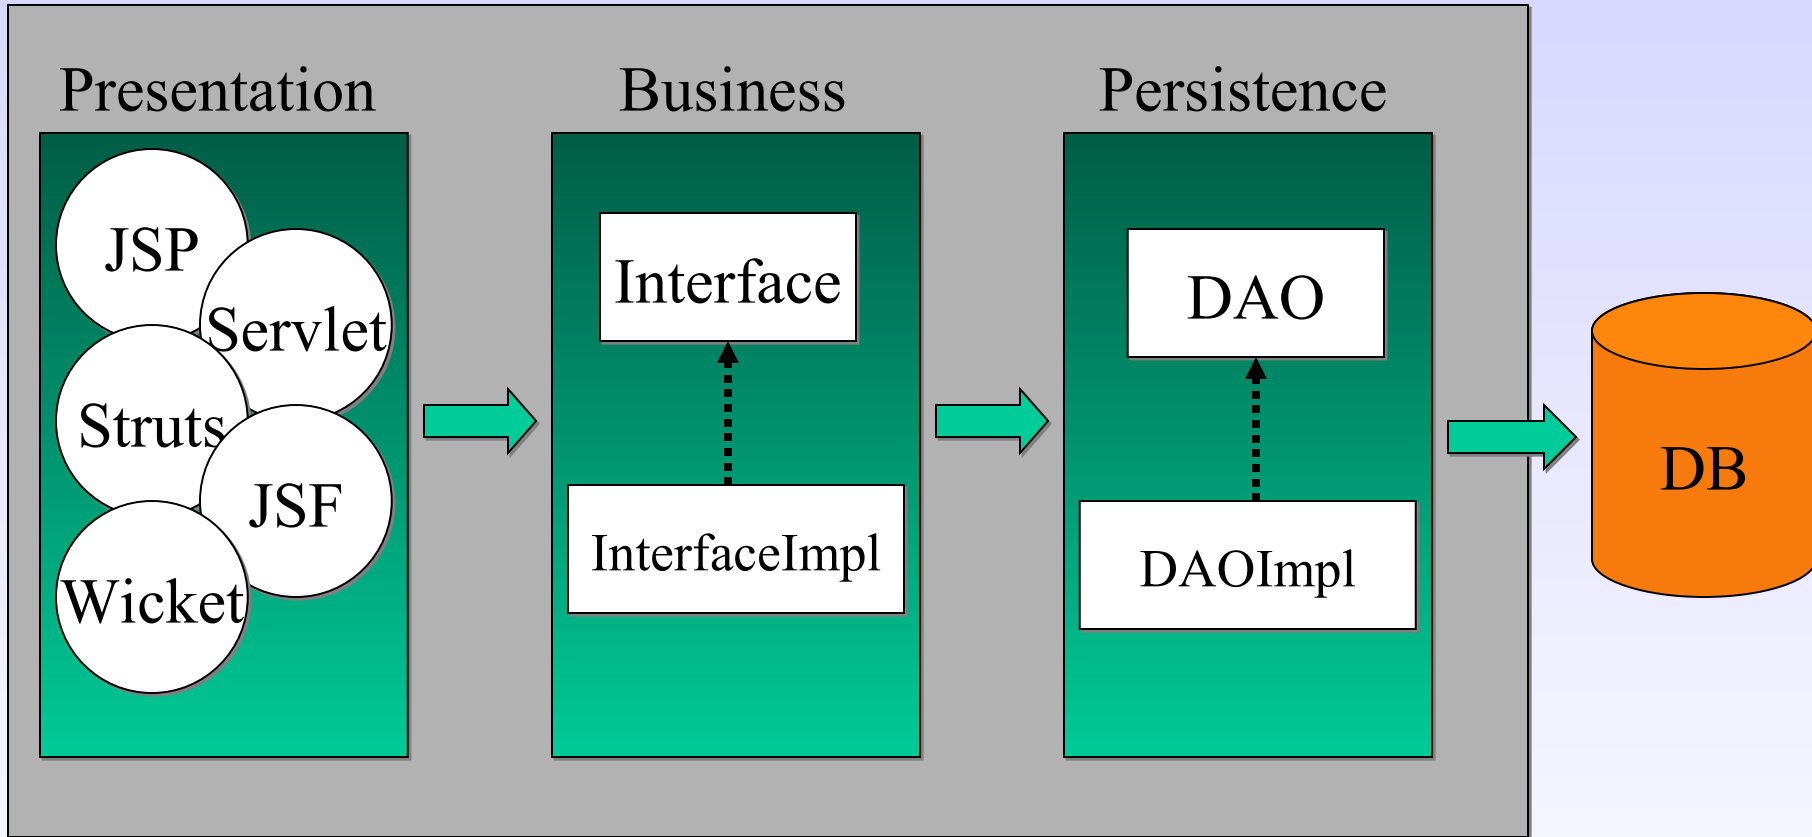 Presentation
Business
Persistence
JSP
Servlet
Struts
JSF
Wicket
Interface
InterfaceImpl
DAO
DAOImpl
DB